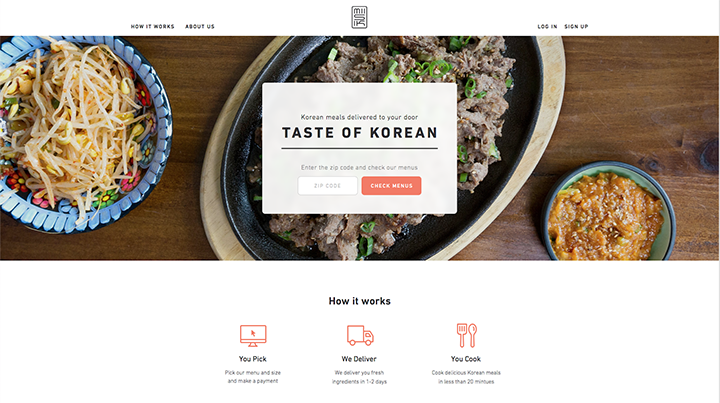 HOW IT WORKS
ABOUT US
LOG IN
SIGN UP
Korean meals delivered to your door
TASTE OF KOREAN
Enter the zip code and check our menus
ZIP CODE
CHECK MENUS
How it works
You Pick
Pick our menu and size
and make a payment
We Deliver
We deliver you fresh
ingredients in 1-2 days
You Cook
Cook delicious Korean meals
in less than 20 mintues